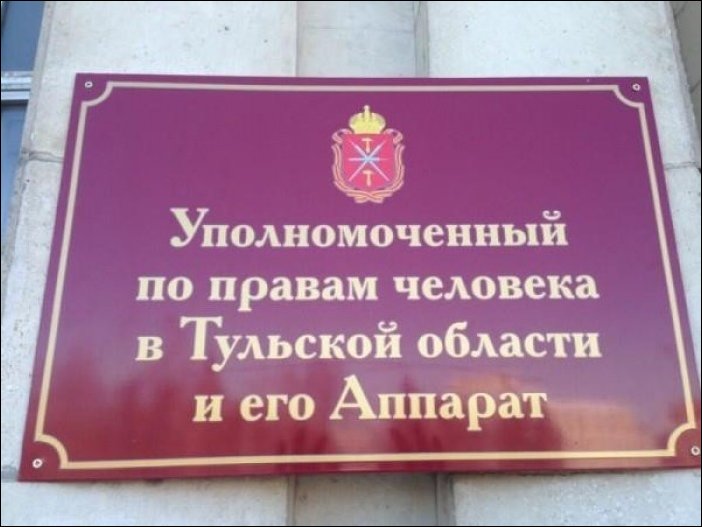 Уполномоченный
по правам человека
в Тульской области
и его Аппарат